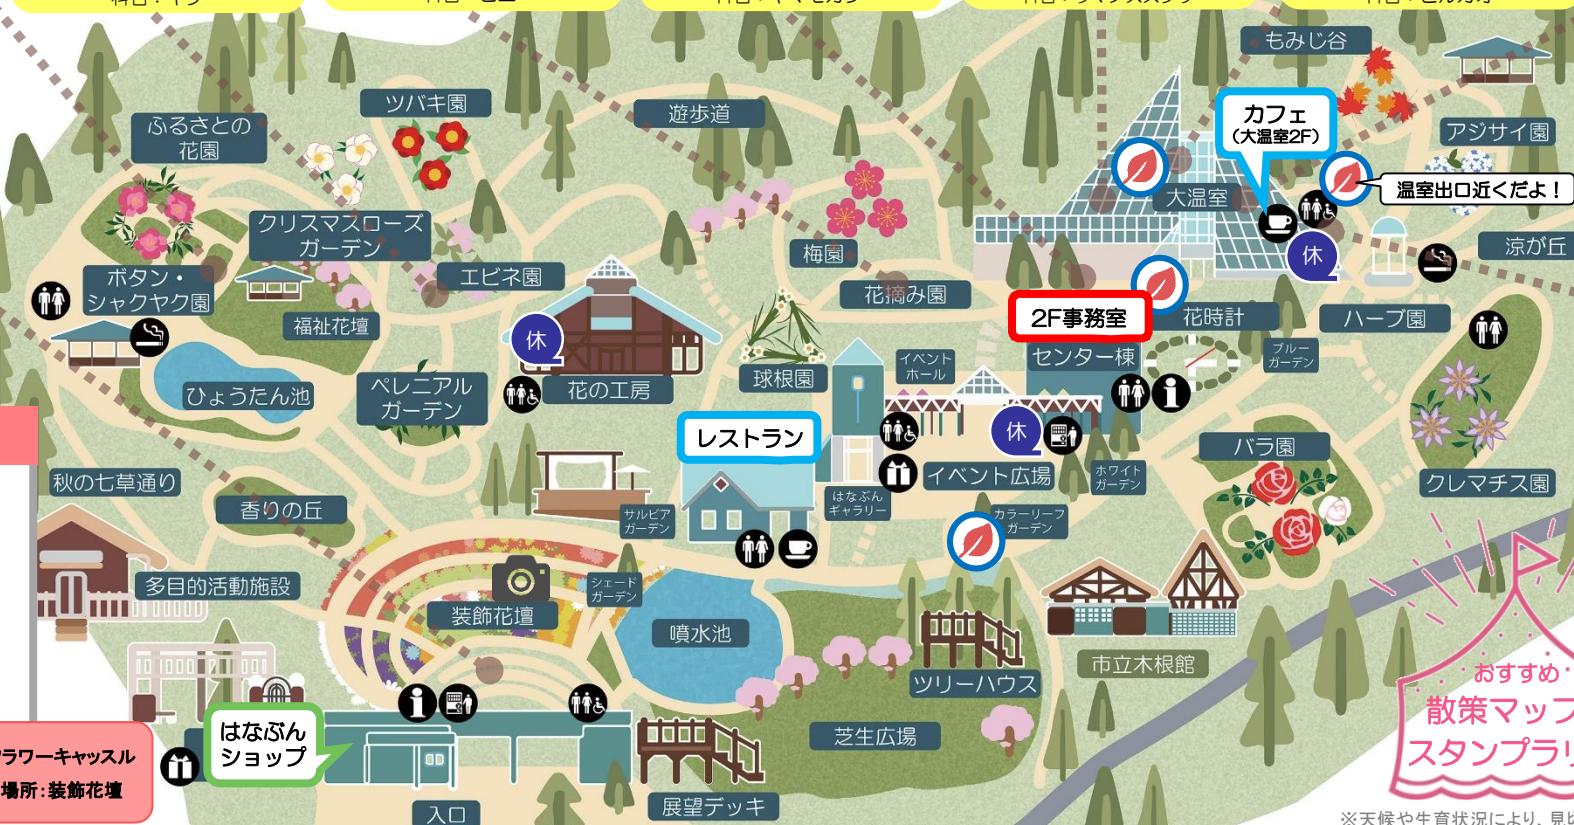 もみじ谷
カフェ
(大温室2F)
ツバキ園
遊歩道
ふるさとの
花園
アジサイ園
大温室
温室出口近くだよ！
クリスマスローズ
ガーデン
梅園
涼が丘
休
ボタン・
シャクヤク園
エビネ園
花摘み園
2F事務室
花時計
ハーブ園
福祉花壇
休
センター棟
ブルー
ガーデン
イベント
ホール
ひょうたん池
ペレニアル
ガーデン
花の工房
球根園
レストラン
休
バラ園
秋の七草通り
イベント広場
ホワイト
ガーデン
クレマチス園
香りの丘
サルビア
ガーデン
はなぶん
ギャラリー
カラーリーフ
ガーデン
多目的活動施設
シェード
ガーデン
装飾花壇
噴水池
市立木根館
ツリーハウス
おすすめ
散策マップ
スタンプラリ
はなぶん
ショップ
芝生広場
ラワーキャッスル
場所：装飾花壇
入口
展望デッキ
※天候や生育状況により、見